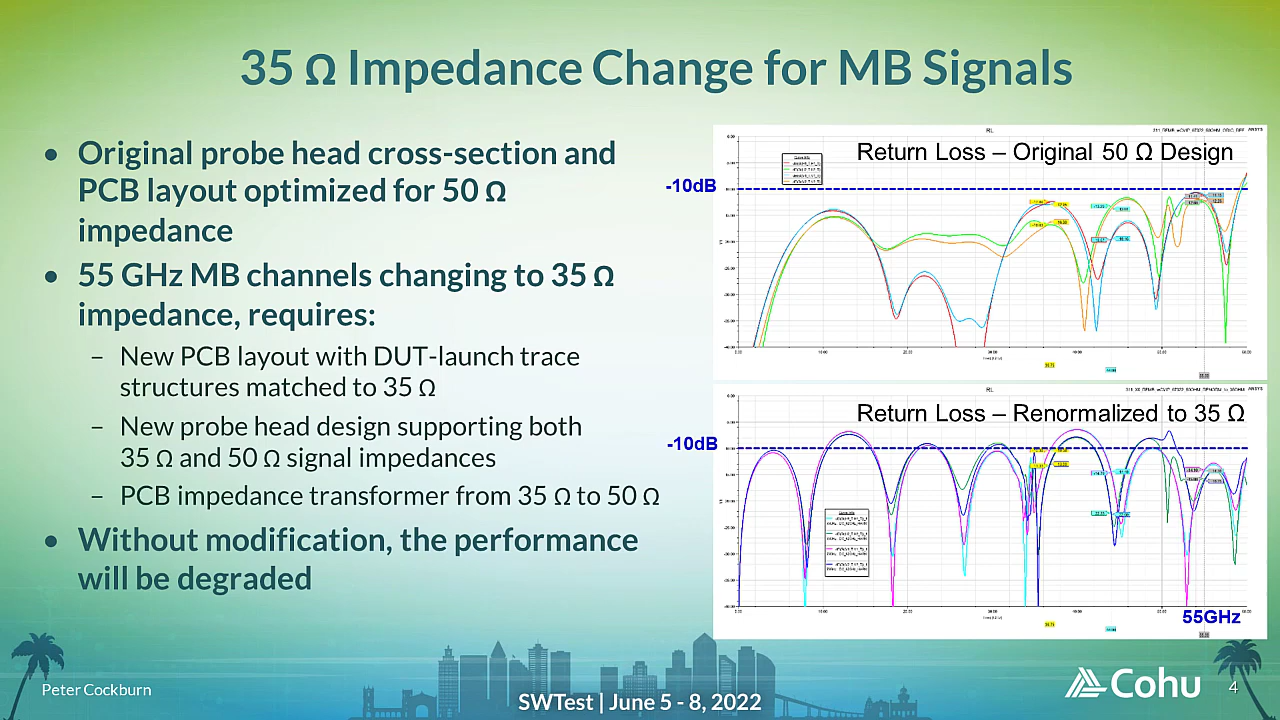 35 Ω Impedance Change for MB Signals
• Original probe head cross-section and
PCB layout optimized for 50 Ω
impedance
• 55 GHz MB channels changing to 35 Ω
impedance, requires:
– New PCB layout with DUT-launch trace
structures matched to 35 Ω
– New probe head design supporting both
35 Ω and 50 Ω signal impedances
– PCB impedance transformer from 35 Ω to 50 Ω
• Without modification, the performance
will be degraded
RL
Return Loss – Original 50 Ω Design
-10dB
RL
Return Loss – Renormalized to 35 Ω
-10dB
55GHz
Peter Cockburn
SWTest | June 5 - 8, 2022
Cohu
4